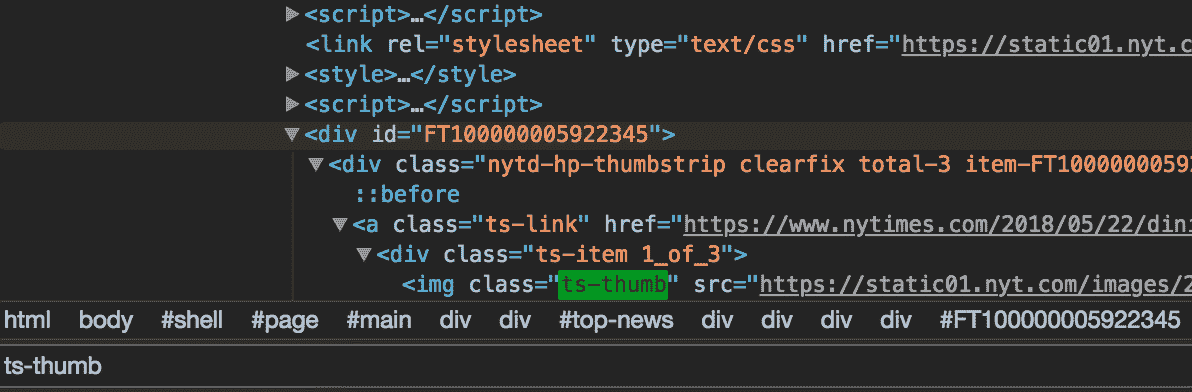 ▶<script>…</script>
<link rel="stylesheet" type="text/css" href="https://static01.nyt.c
▶<style>…</style>
▶<script>…</script>
▼<div id="FT100000005922345">
▼<div class="nytd-hp-thumbstrip clearfix total-3 item-FT10000000592
::before
▼<a class="ts-link" href="https://www.nytimes.com/2018/05/22/dini
▼<div class="ts-item 1_of_3">
<img class="ts-thumb" src="https://static01.nyt.com/images/2
html body #shell #page #main div div #top-news div div div div #FT100000005922345
ts-thumb